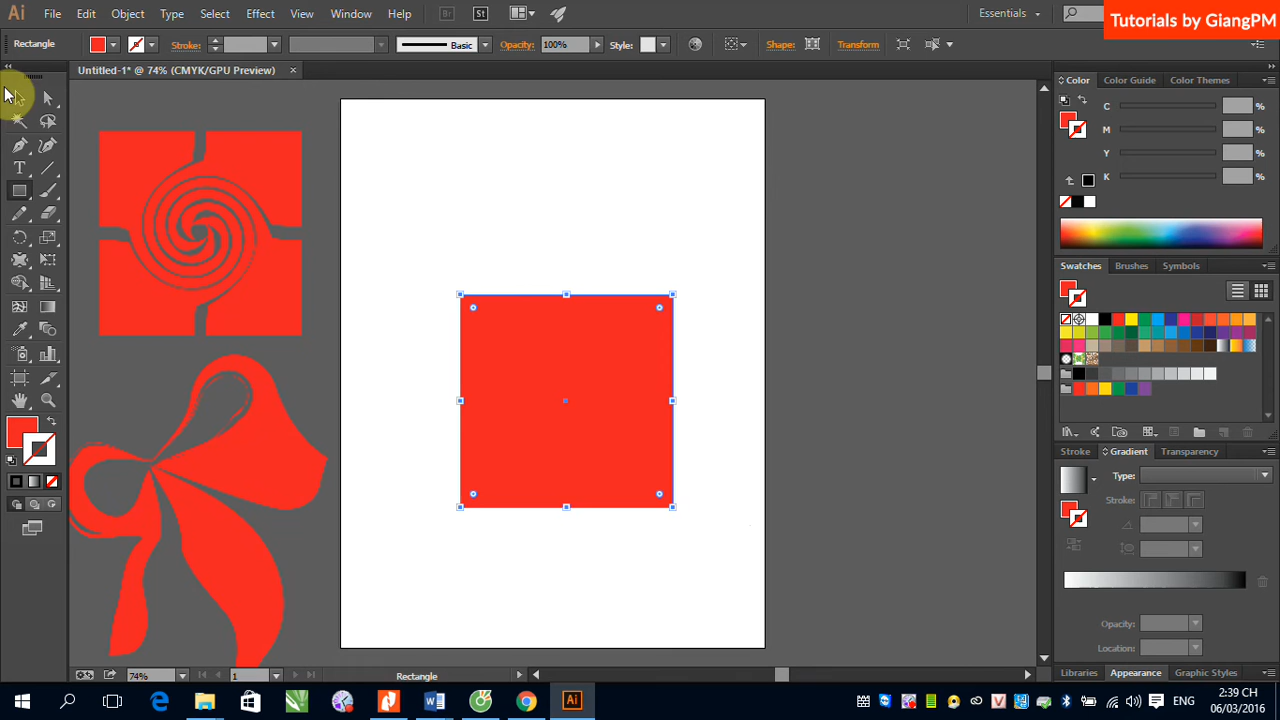 Ai File Edit Object Type Select Effect View Window Help Br St Essentials
Tutorials by GiangPM
Rectangle Stroke: Basic Opacity: 100% Style: Shape: Transform
Untitled-1* @ 74% (CMYK/GPU Preview) ×
Color Color Guide Color Themes
C %
M %
Y %
K %
Swatches Brushes Symbols
Stroke Gradient Transparency
Type:
Stroke:
Opacity:
Location:
Libraries Appearance Graphic Styles
74% 1 Rectangle
Ai ENG 2:39 CH
06/03/2016